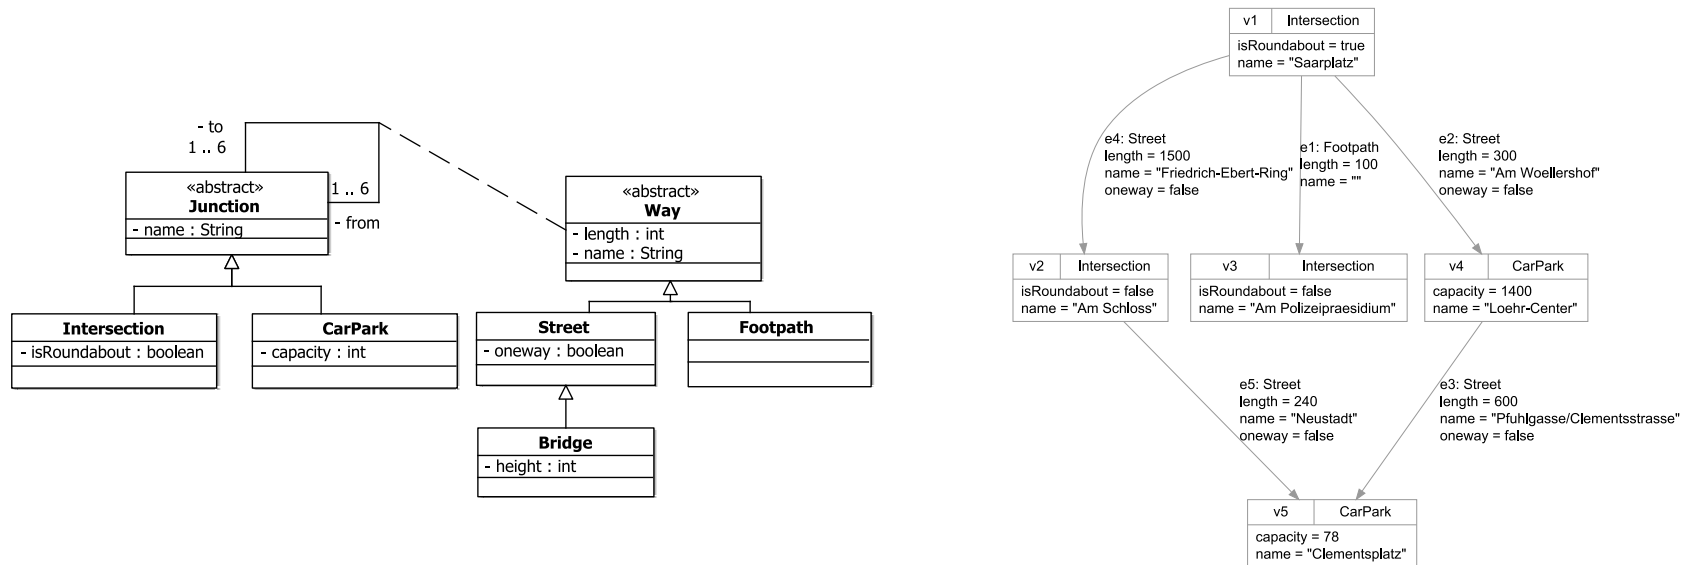 - to
1 .. 6
«abstract»
Junction
- name : String
1 .. 6
- from
«abstract»
Way
- length : int
- name : String
Intersection
- isRoundabout : boolean
CarPark
- capacity : int
Street
- oneway : boolean
Footpath
Bridge
- height : int
v1 Intersection
isRoundabout = true
name = "Saarplatz"
e4: Street
length = 1500
name = "Friedrich-Ebert-Ring"
oneway = false
e1: Footpath
length = 100
name = ""
e2: Street
length = 300
name = "Am Woellershof"
oneway = false
v2 Intersection
isRoundabout = false
name = "Am Schloss"
v3 Intersection
isRoundabout = false
name = "Am Polizeipraesidium"
v4 CarPark
capacity = 1400
name = "Loehr-Center"
e5: Street
length = 240
name = "Neustadt"
oneway = false
e3: Street
length = 600
name = "Pfuhlgasse/Clementsstrasse"
oneway = false
v5 CarPark
capacity = 78
name = "Clementsplatz"